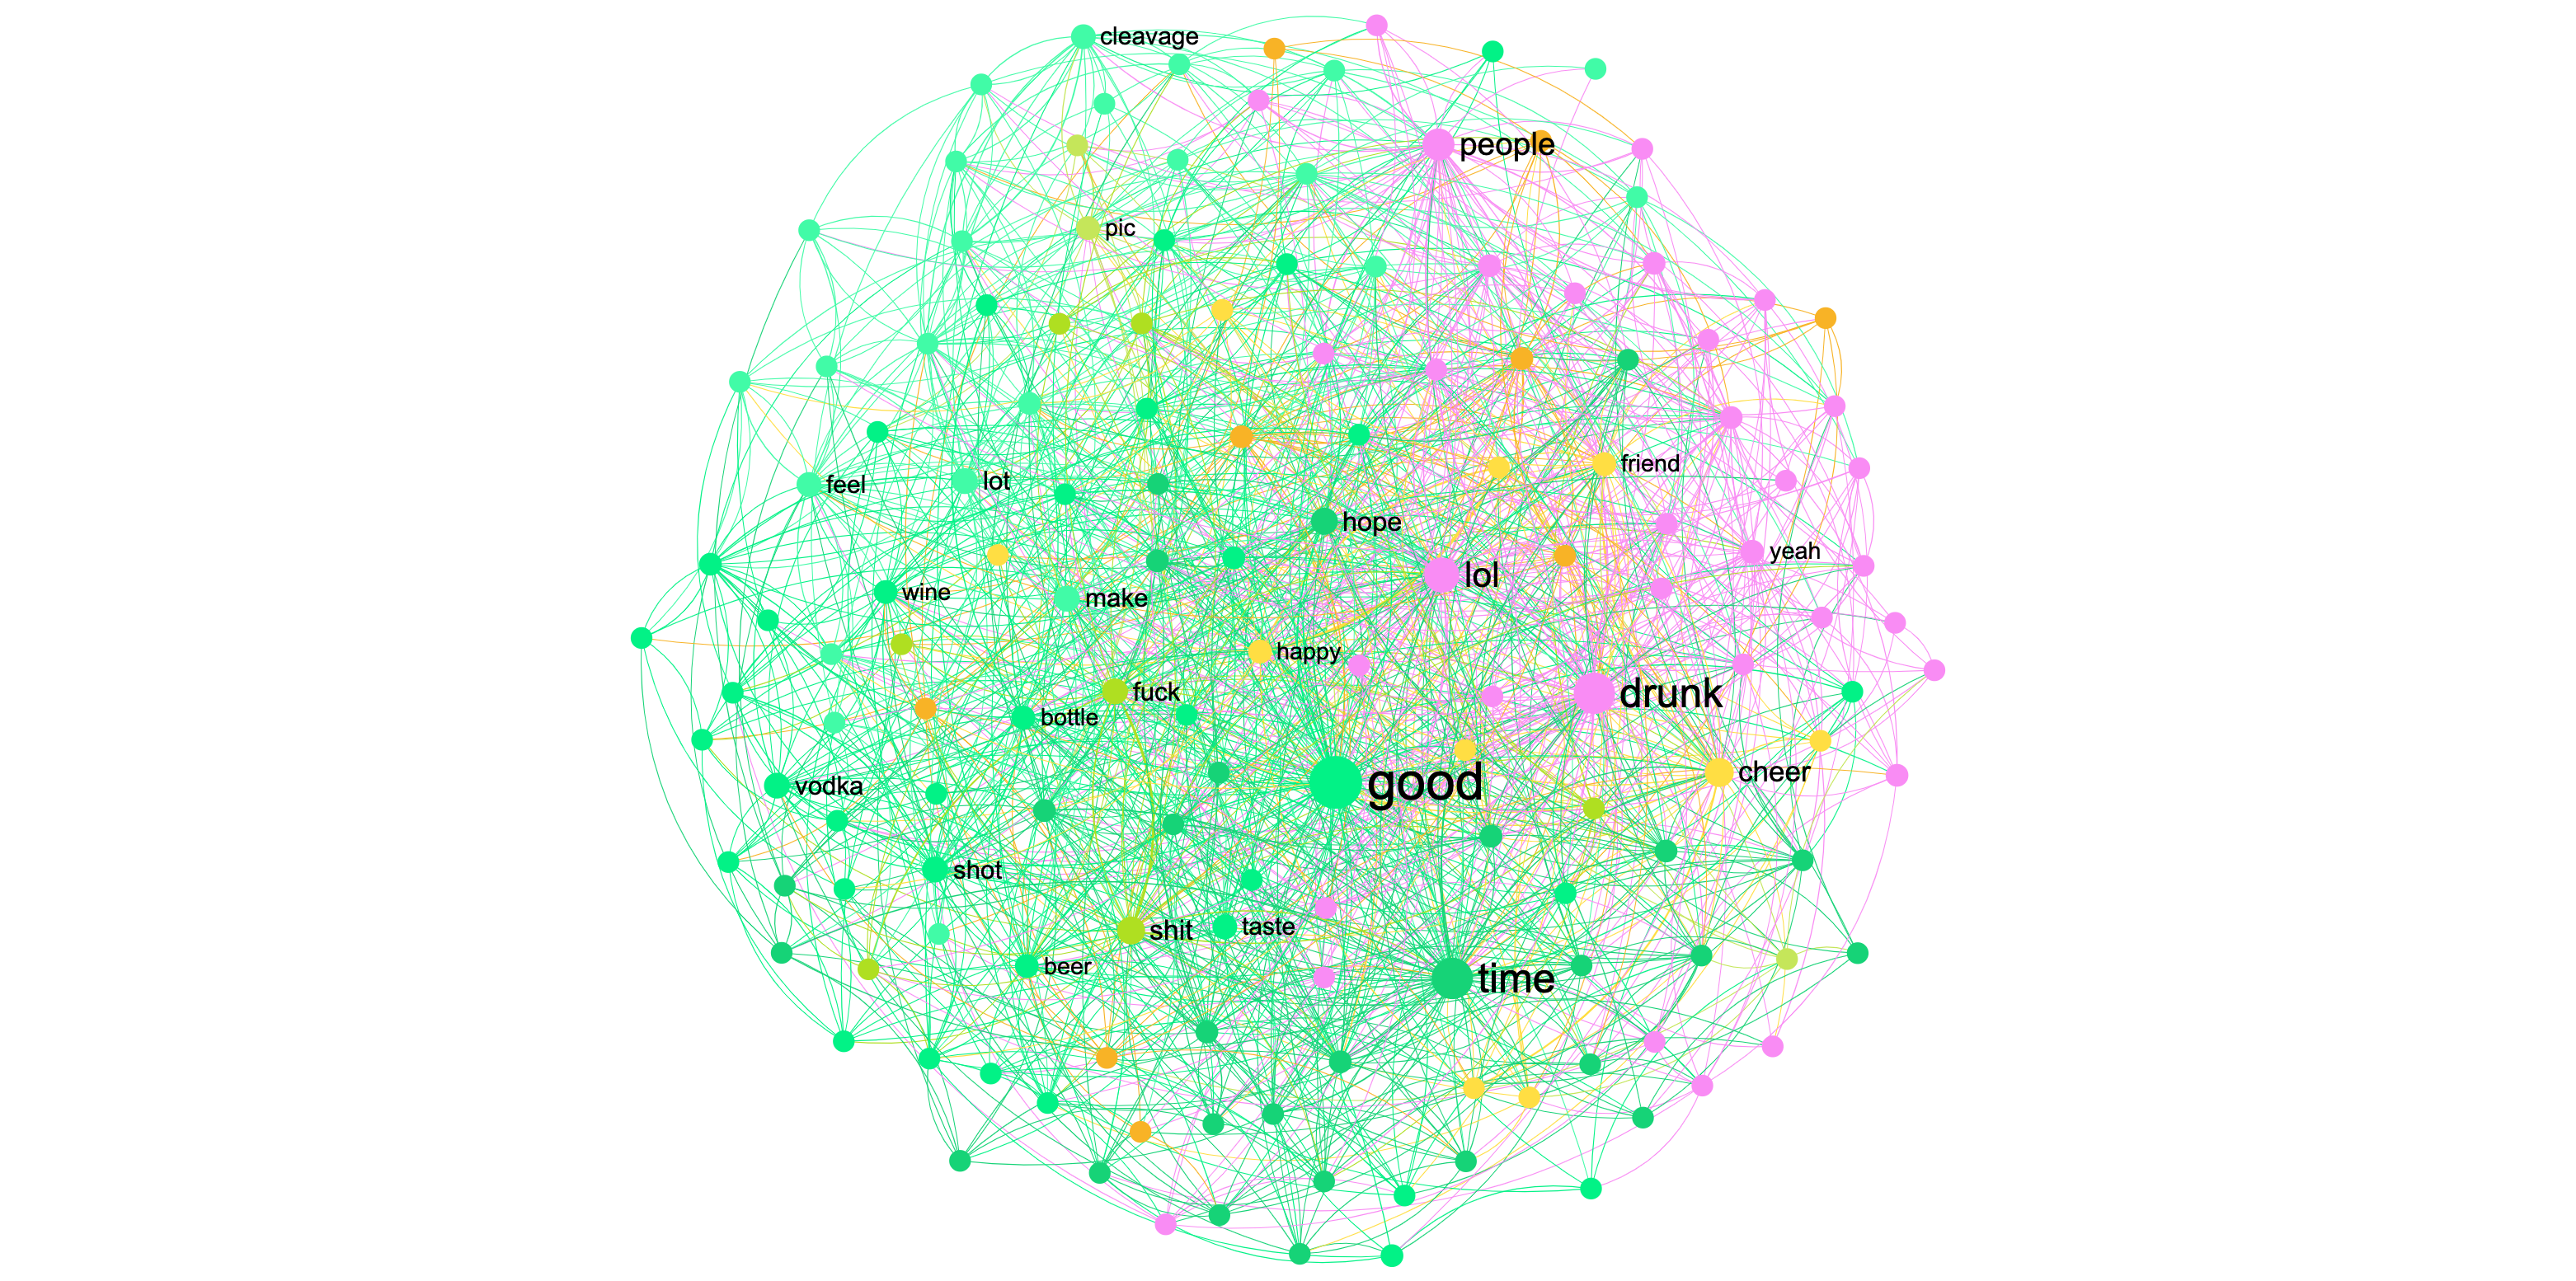 cleavage
people
pic
friend
feel
lot
hope
yeah
lol
wine
make
happy
fuck
drunk
bottle
cheer
good
vodka
shot
taste
shit
beer
time